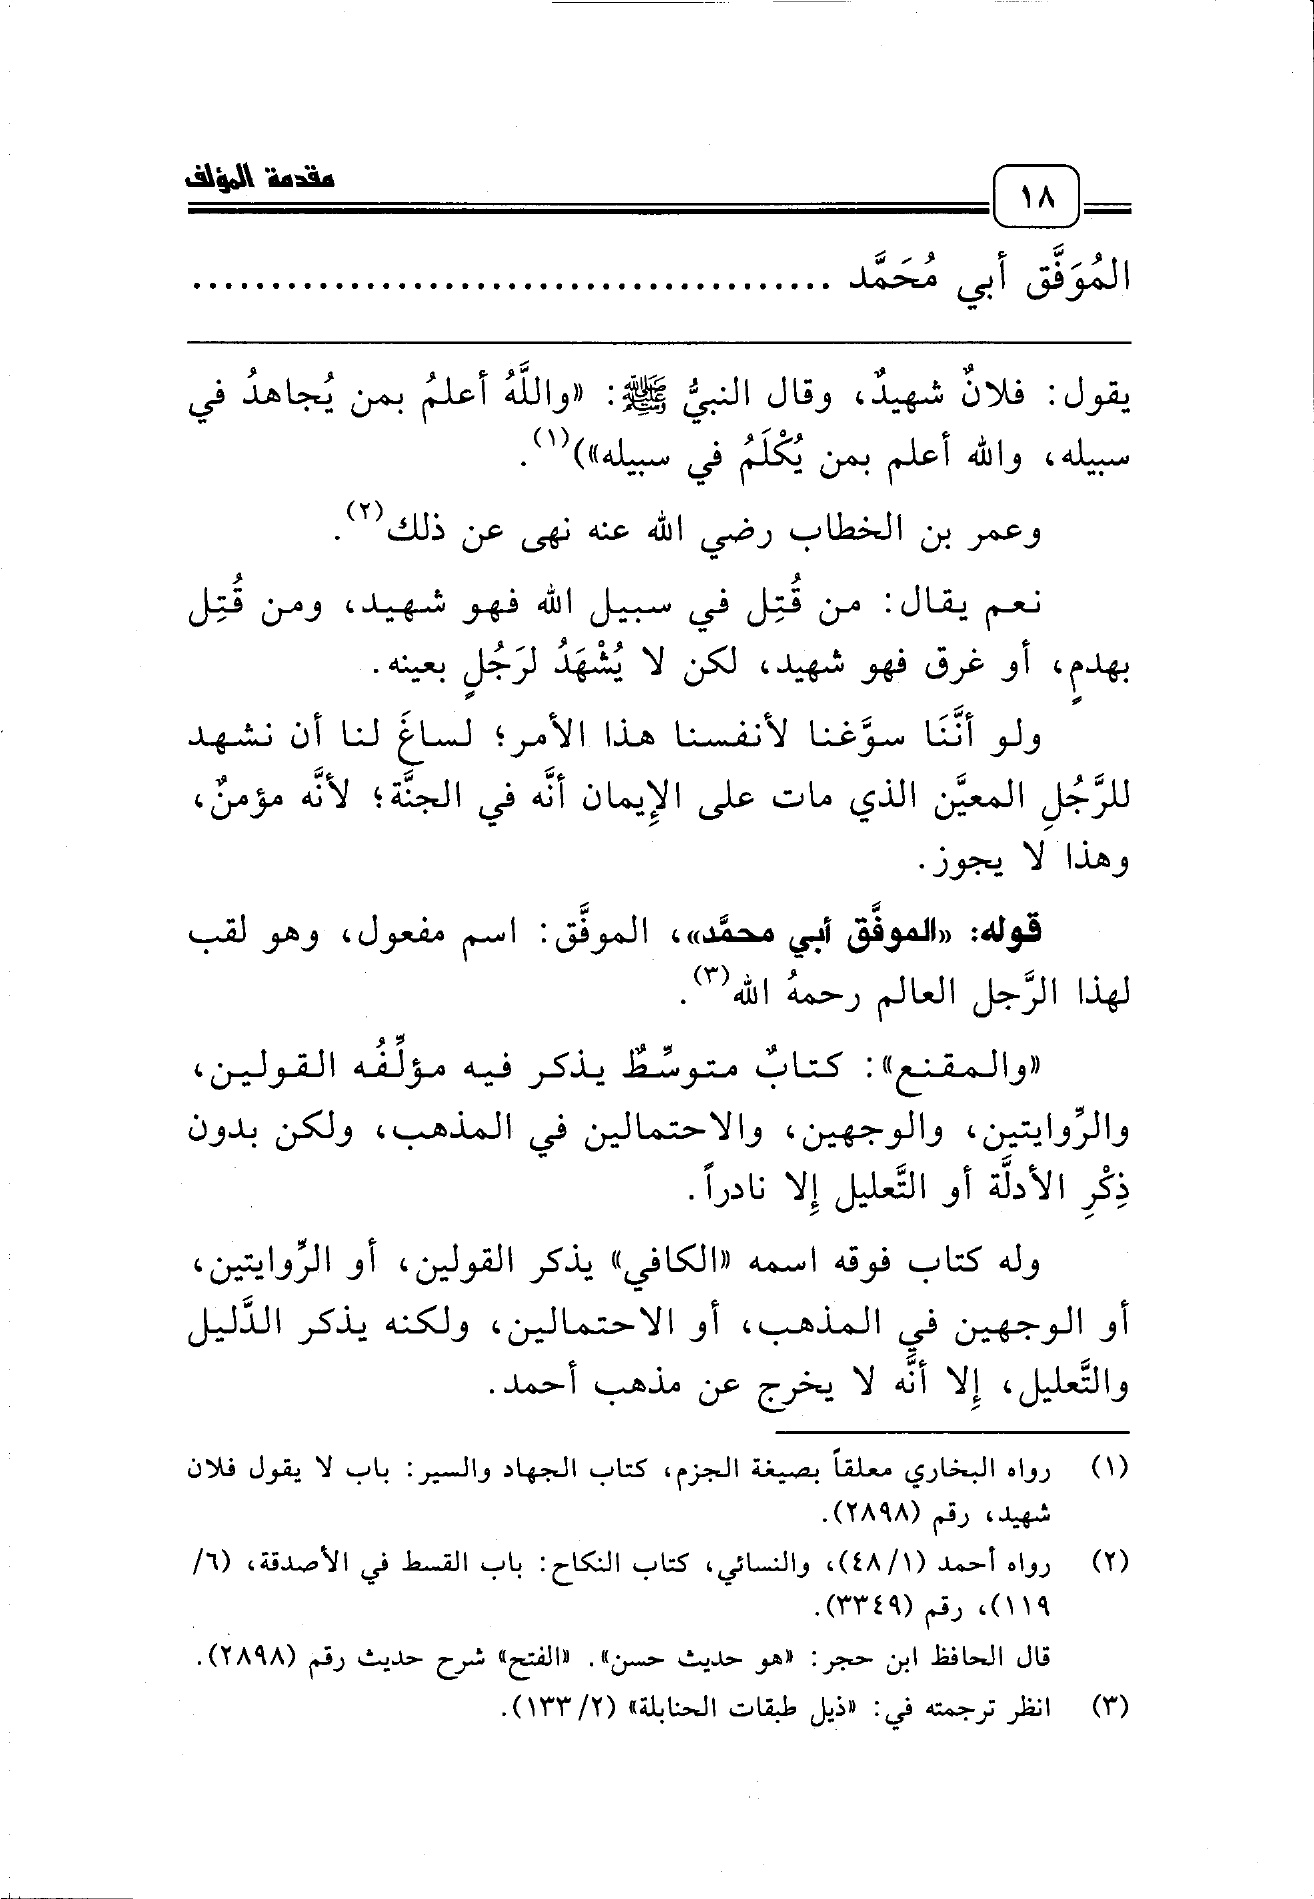 مقدمة المؤلف
١٨
المُوَفَّق أبي مُحَمَّد .........................................
يقول: فلانٌ شهيدٌ، وقال النبيُّ ﷺ: «واللَّهُ أعلمُ بمن يُجاهدُ في
سبيله، والله أعلم بمن يُكْلَمُ في سبيله»)(١).
وعمر بن الخطاب رضي الله عنه نهى عن ذلك(٢).
نعم يقال: من قُتِل في سبيل الله فهو شهيد، ومن قُتِل
بهدمٍ، أو غرق فهو شهيد، لكن لا يُشْهَدُ لرَجُلٍ بعينه.
ولو أنَّنَا سوَّغنا لأنفسنا هذا الأمر؛ لساغَ لنا أن نشهد
للرَّجُلِ المعيَّن الذي مات على الإيمان أنَّه في الجنَّة؛ لأنَّه مؤمنٌ،
وهذا لا يجوز.
قوله: «الموفَّق أبي محمَّد»، الموفَّق: اسم مفعول، وهو لقب
لهذا الرَّجل العالم رحمهُ الله(٣).
«والمقنع»: كتابٌ متوسِّطٌ يذكر فيه مؤلِّفُه القولين،
والرِّوايتين، والوجهين، والاحتمالين في المذهب، ولكن بدون
ذِكْرِ الأدلَّة أو التَّعليل إلا نادراً.
وله كتاب فوقه اسمه «الكافي» يذكر القولين، أو الرِّوايتين،
أو الوجهين في المذهب، أو الاحتمالين، ولكنه يذكر الدَّليل
والتَّعليل، إلا أنَّه لا يخرج عن مذهب أحمد.
(١) رواه البخاري معلقاً بصيغة الجزم، كتاب الجهاد والسير: باب لا يقول فلان
شهيد، رقم (٢٨٩٨).
(٢) رواه أحمد (٤٨/١)، والنسائي، كتاب النكاح: باب القسط في الأصدقة، (٦/
١١٩)، رقم (٣٣٤٩).
قال الحافظ ابن حجر: «هو حديث حسن». «الفتح» شرح حديث رقم (٢٨٩٨).
(٣) انظر ترجمته في: «ذيل طبقات الحنابلة» (١٣٣/٢).